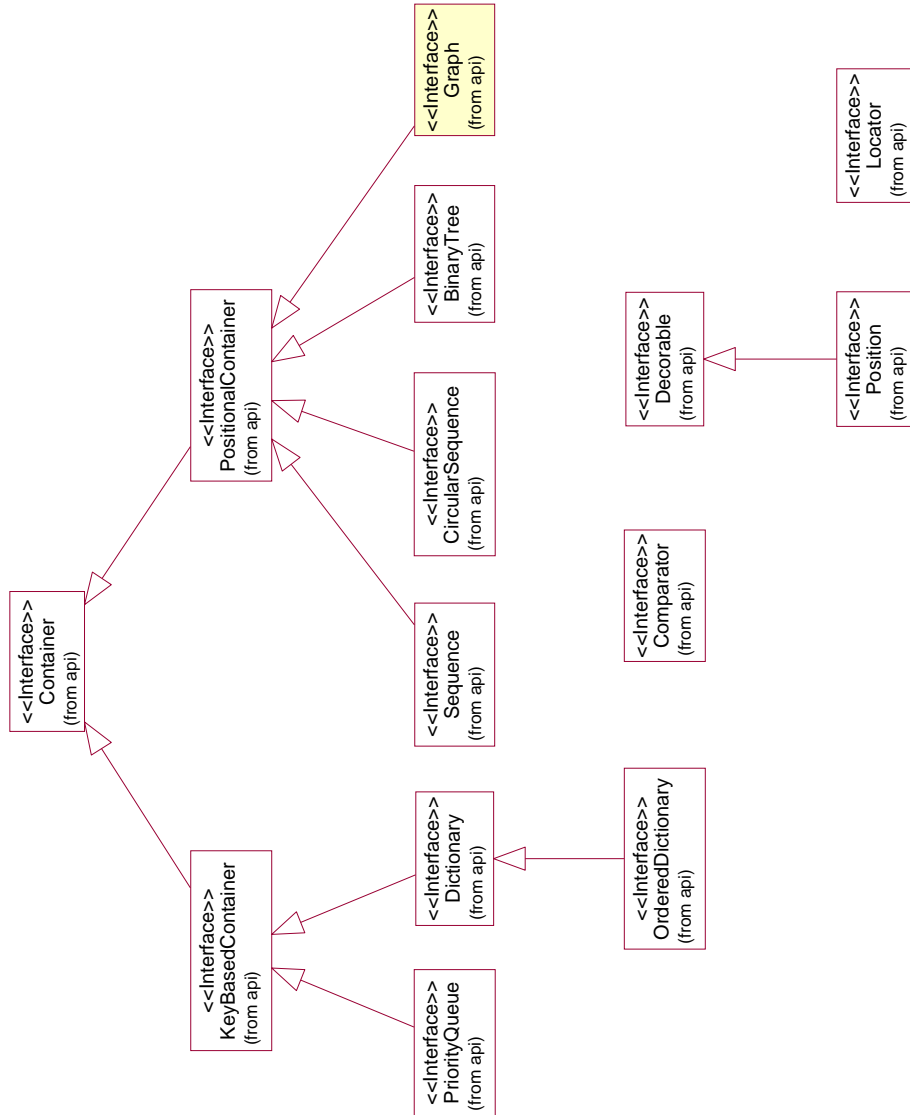 <<Interface>>
Container
(from api)
<<Interface>>
KeyBasedContainer
(from api)
<<Interface>>
PositionalContainer
(from api)
<<Interface>>
PriorityQueue
(from api)
<<Interface>>
Dictionary
(from api)
<<Interface>>
Sequence
(from api)
<<Interface>>
CircularSequence
(from api)
<<Interface>>
BinaryTree
(from api)
<<Interface>>
Graph
(from api)
<<Interface>>
OrderedDictionary
(from api)
<<Interface>>
Comparator
(from api)
<<Interface>>
Decorable
(from api)
<<Interface>>
Position
(from api)
<<Interface>>
Locator
(from api)